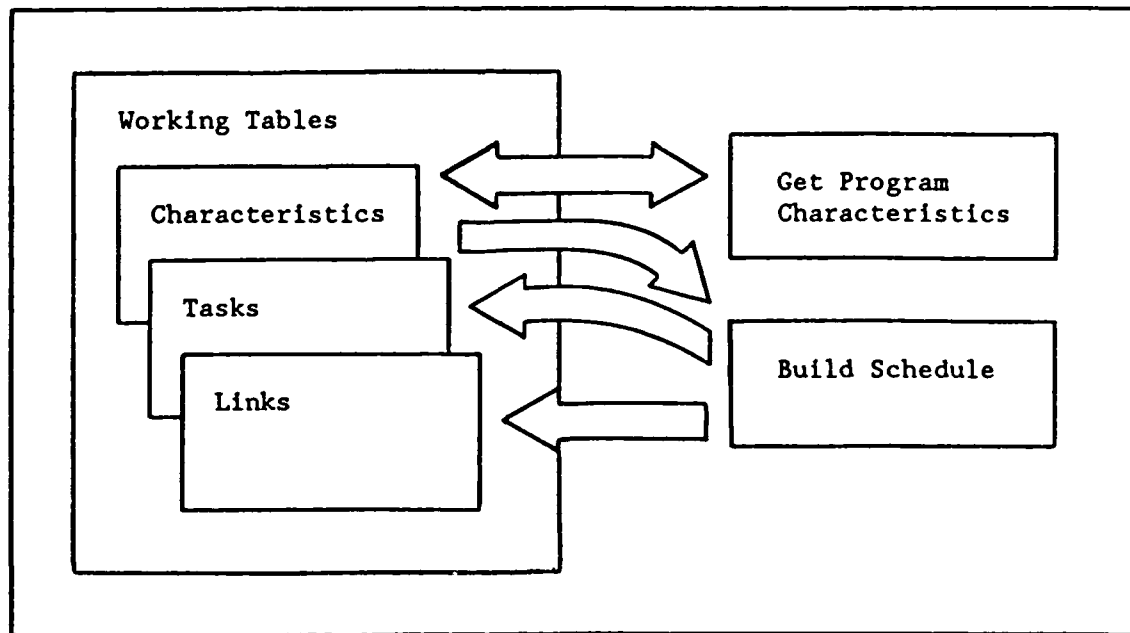 Working Tables
Characteristics
Tasks
Links
Get Program
Characteristics
Build Schedule